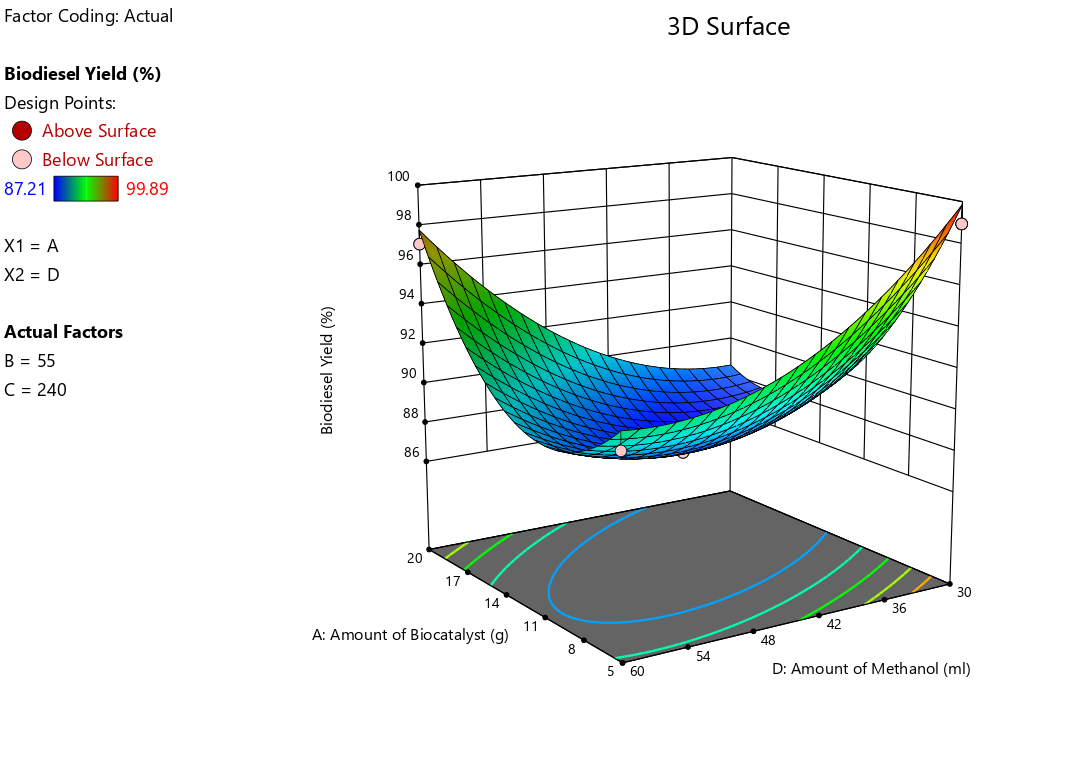 Factor Coding: Actual
3D Surface
Biodiesel Yield (%)
Design Points:
Above Surface
Below Surface
87.21 99.89
X1 = A
X2 = D
Actual Factors
B = 55
C = 240
Biodiesel Yield (%)
100
98
96
94
92
90
88
86
20
17
14
11
8
5
60
54
48
42
36
30
A: Amount of Biocatalyst (g)
D: Amount of Methanol (ml)